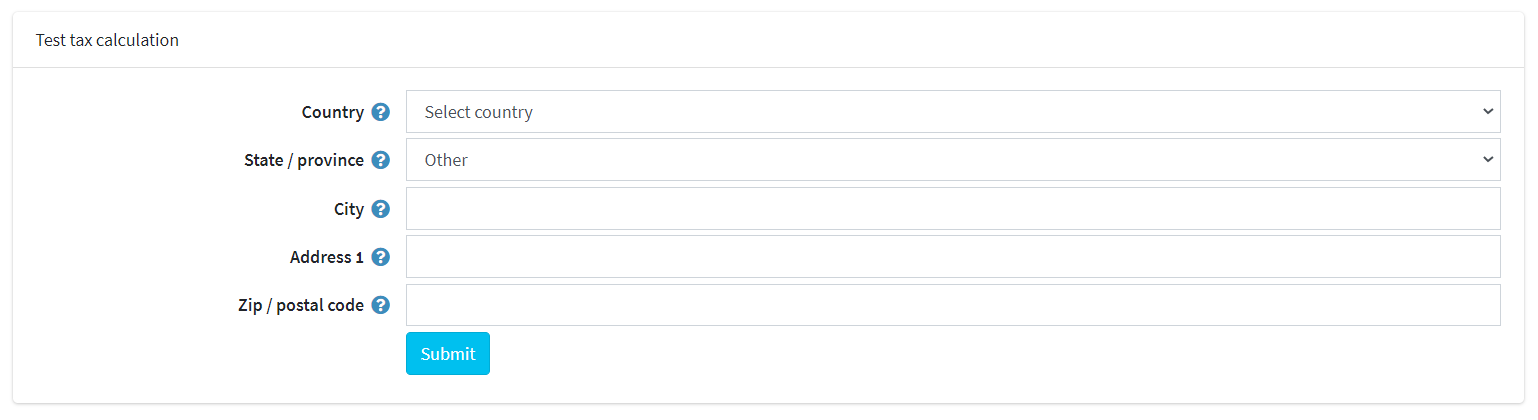 Test tax calculation
Country ? Select country
State / province ? Other
City ?
Address 1 ?
Zip / postal code ?
Submit